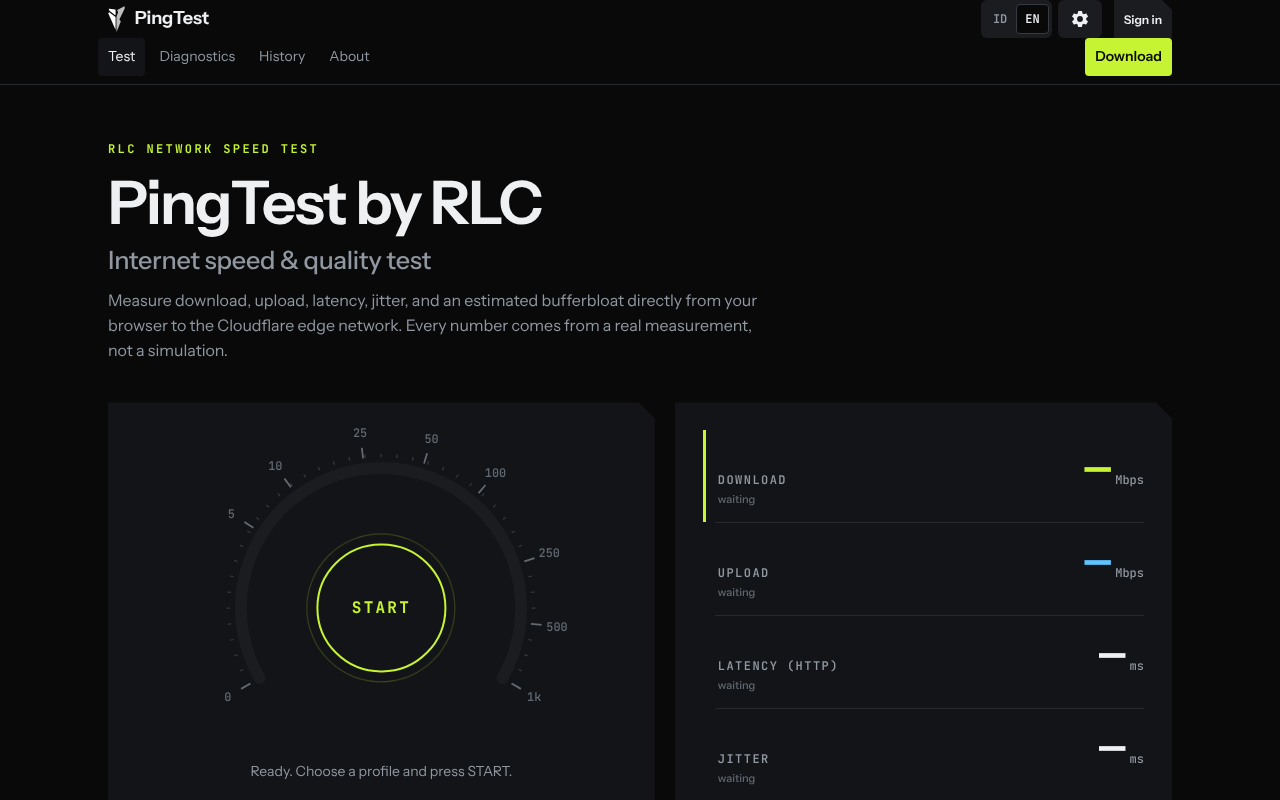 PingTest
ID EN
Sign in
Test Diagnostics History About
Download
RLC NETWORK SPEED TEST
PingTest by RLC
Internet speed & quality test
Measure download, upload, latency, jitter, and an estimated bufferbloat directly from your
browser to the Cloudflare edge network. Every number comes from a real measurement,
not a simulation.
0
5
10
25
50
100
250
500
1k
START
Ready. Choose a profile and press START.
DOWNLOAD
waiting
Mbps
UPLOAD
waiting
Mbps
LATENCY (HTTP)
waiting
ms
JITTER
waiting
ms